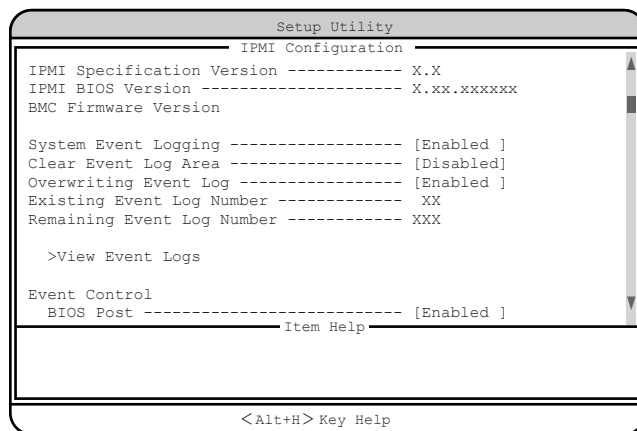 Setup Utility
IPMI Configuration
IPMI Specification Version ------------ X.X
IPMI BIOS Version --------------------- X.xx.xxxxxx
BMC Firmware Version
System Event Logging ------------------ [Enabled ]
Clear Event Log Area ------------------ [Disabled]
Overwriting Event Log ----------------- [Enabled ]
Existing Event Log Number ------------- XX
Remaining Event Log Number ------------ XXX
>View Event Logs
Event Control
BIOS Post --------------------------- [Enabled ]
Item Help
<Alt+H> Key Help